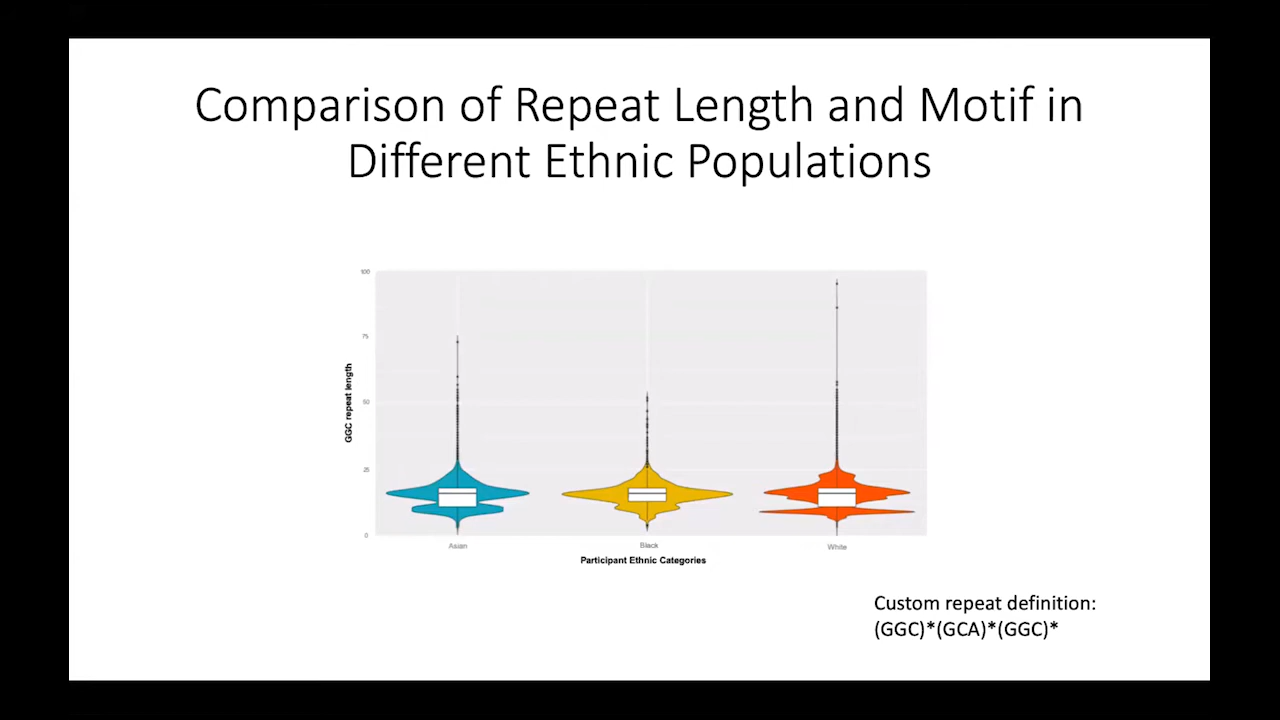 Comparison of Repeat Length and Motif in
Different Ethnic Populations
100
75
50
25
0
GGC repeat length
Asian
Black
White
Participant Ethnic Categories
Custom repeat definition:
(GGC)*(GCA)*(GGC)*